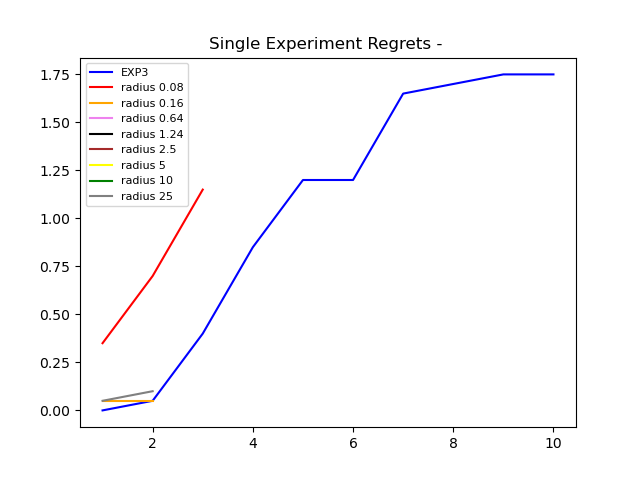 Single Experiment Regrets -
EXP3
radius 0.08
radius 0.16
radius 0.64
radius 1.24
radius 2.5
radius 5
radius 10
radius 25
1.75
1.50
1.25
1.00
0.75
0.50
0.25
0.00
2 4 6 8 10